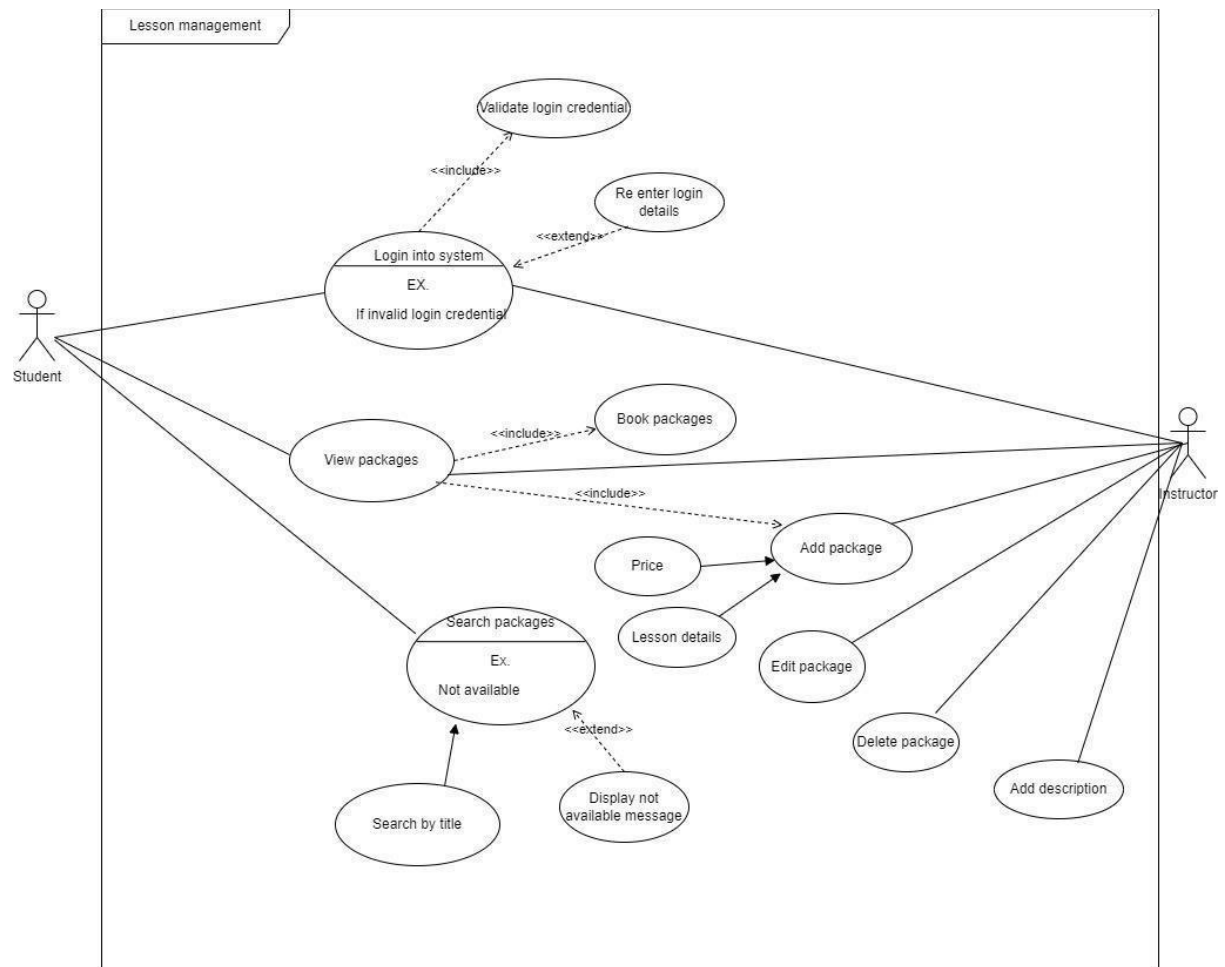 Lesson management
Validate login credential
<<include>>
Re enter login
details
<<extend>>
Login into system
EX.
If invalid login credential
Student
Book packages
<<include>>
View packages
Instructor
<<include>>
Add package
Price
Lesson details
Search packages
Ex.
Not available
Edit package
<<extend>>
Delete package
Add description
Display not
available message
Search by title